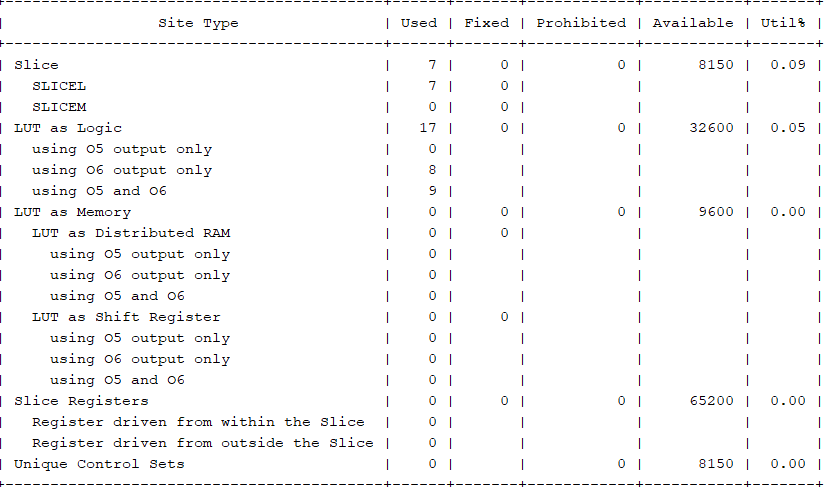 +-----------------------------------------+------+-------+------------+-----------+-------+
| Site Type | Used | Fixed | Prohibited | Available | Util% |
+-----------------------------------------+------+-------+------------+-----------+-------+
| Slice | 7 | 0 | 0 | 8150 | 0.09 |
| SLICEL | 7 | 0 | | | |
| SLICEM | 0 | 0 | | | |
| LUT as Logic | 17 | 0 | 0 | 32600 | 0.05 |
| using O5 output only | 0 | | | | |
| using O6 output only | 8 | | | | |
| using O5 and O6 | 9 | | | | |
| LUT as Memory | 0 | 0 | 0 | 9600 | 0.00 |
| LUT as Distributed RAM | 0 | 0 | | | |
| using O5 output only | 0 | | | | |
| using O6 output only | 0 | | | | |
| using O5 and O6 | 0 | | | | |
| LUT as Shift Register | 0 | 0 | | | |
| using O5 output only | 0 | | | | |
| using O6 output only | 0 | | | | |
| using O5 and O6 | 0 | | | | |
| Slice Registers | 0 | 0 | 0 | 65200 | 0.00 |
| Register driven from within the Slice | 0 | | | | |
| Register driven from outside the Slice | 0 | | | | |
| Unique Control Sets | 0 | | 0 | 8150 | 0.00 |
+-----------------------------------------+------+-------+------------+-----------+-------+